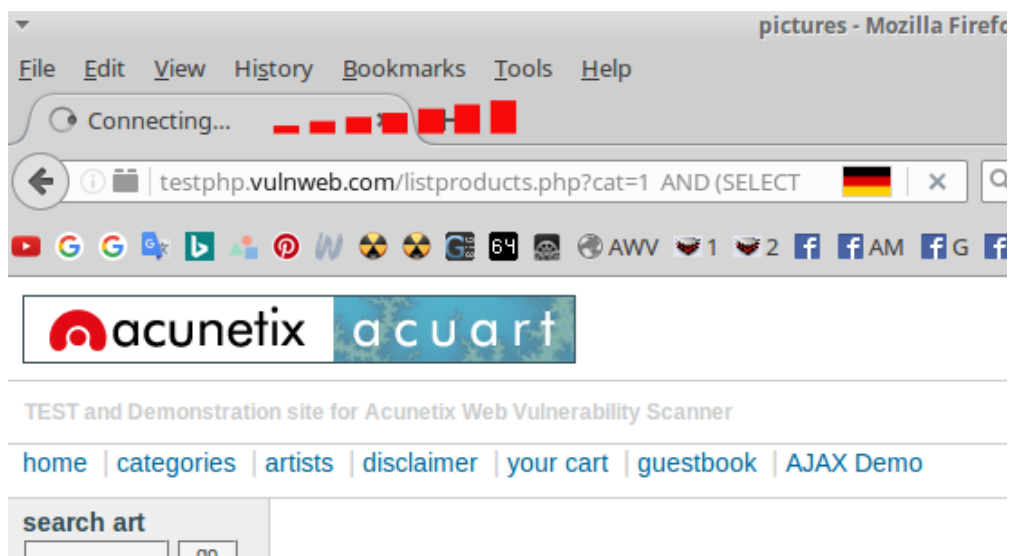 pictures - Mozilla Firefo
File Edit View History Bookmarks Tools Help
Connecting...
testphp.vulnweb.com/listproducts.php?cat=1 AND (SELECT
64 AWV 1 2 AM G
acunetix acuart
TEST and Demonstration site for Acunetix Web Vulnerability Scanner
home | categories | artists | disclaimer | your cart | guestbook | AJAX Demo
search art
go